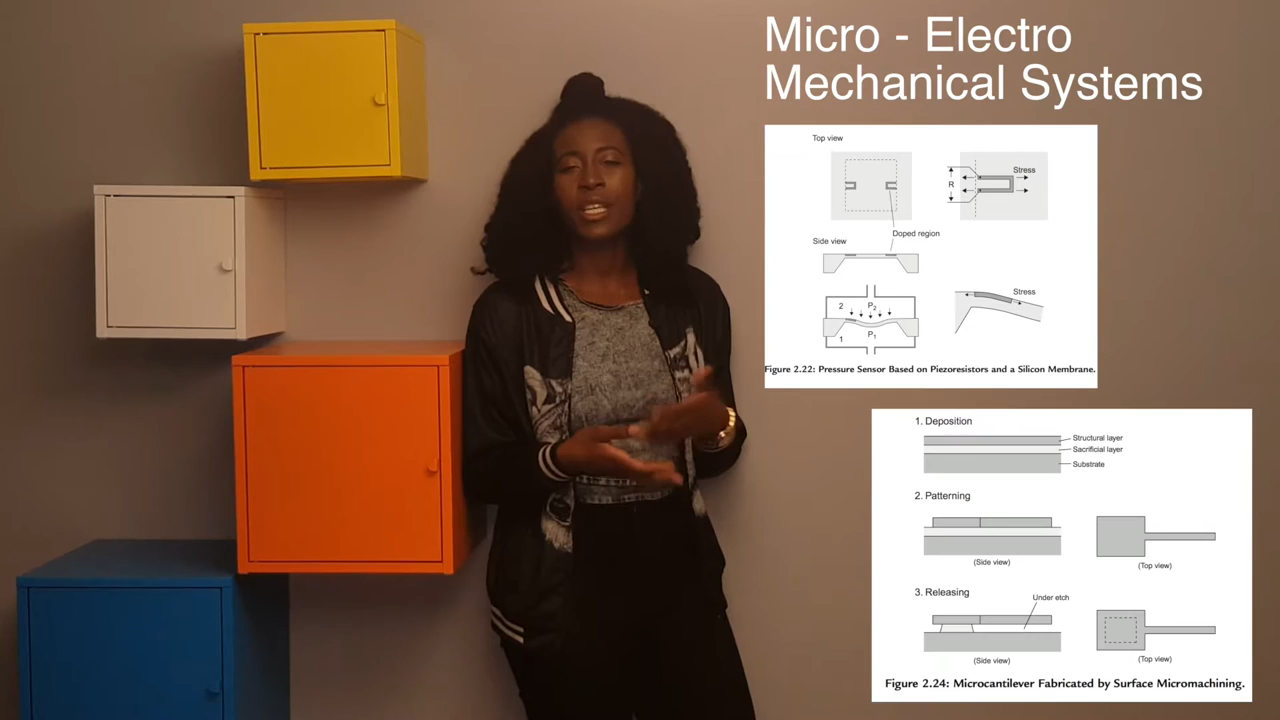 Micro - Electro
Mechanical Systems
Top view
Stress
R
Doped region
Side view
2
P2
P1
1
Stress
Figure 2.22: Pressure Sensor Based on Piezoresistors and a Silicon Membrane.
1. Deposition
Structural layer
Sacrificial layer
Substrate
2. Patterning
(Side view)
(Top view)
3. Releasing
Under etch
(Side view)
(Top view)
Figure 2.24: Microcantilever Fabricated by Surface Micromachining.